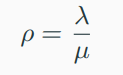 ρ = λ/μ